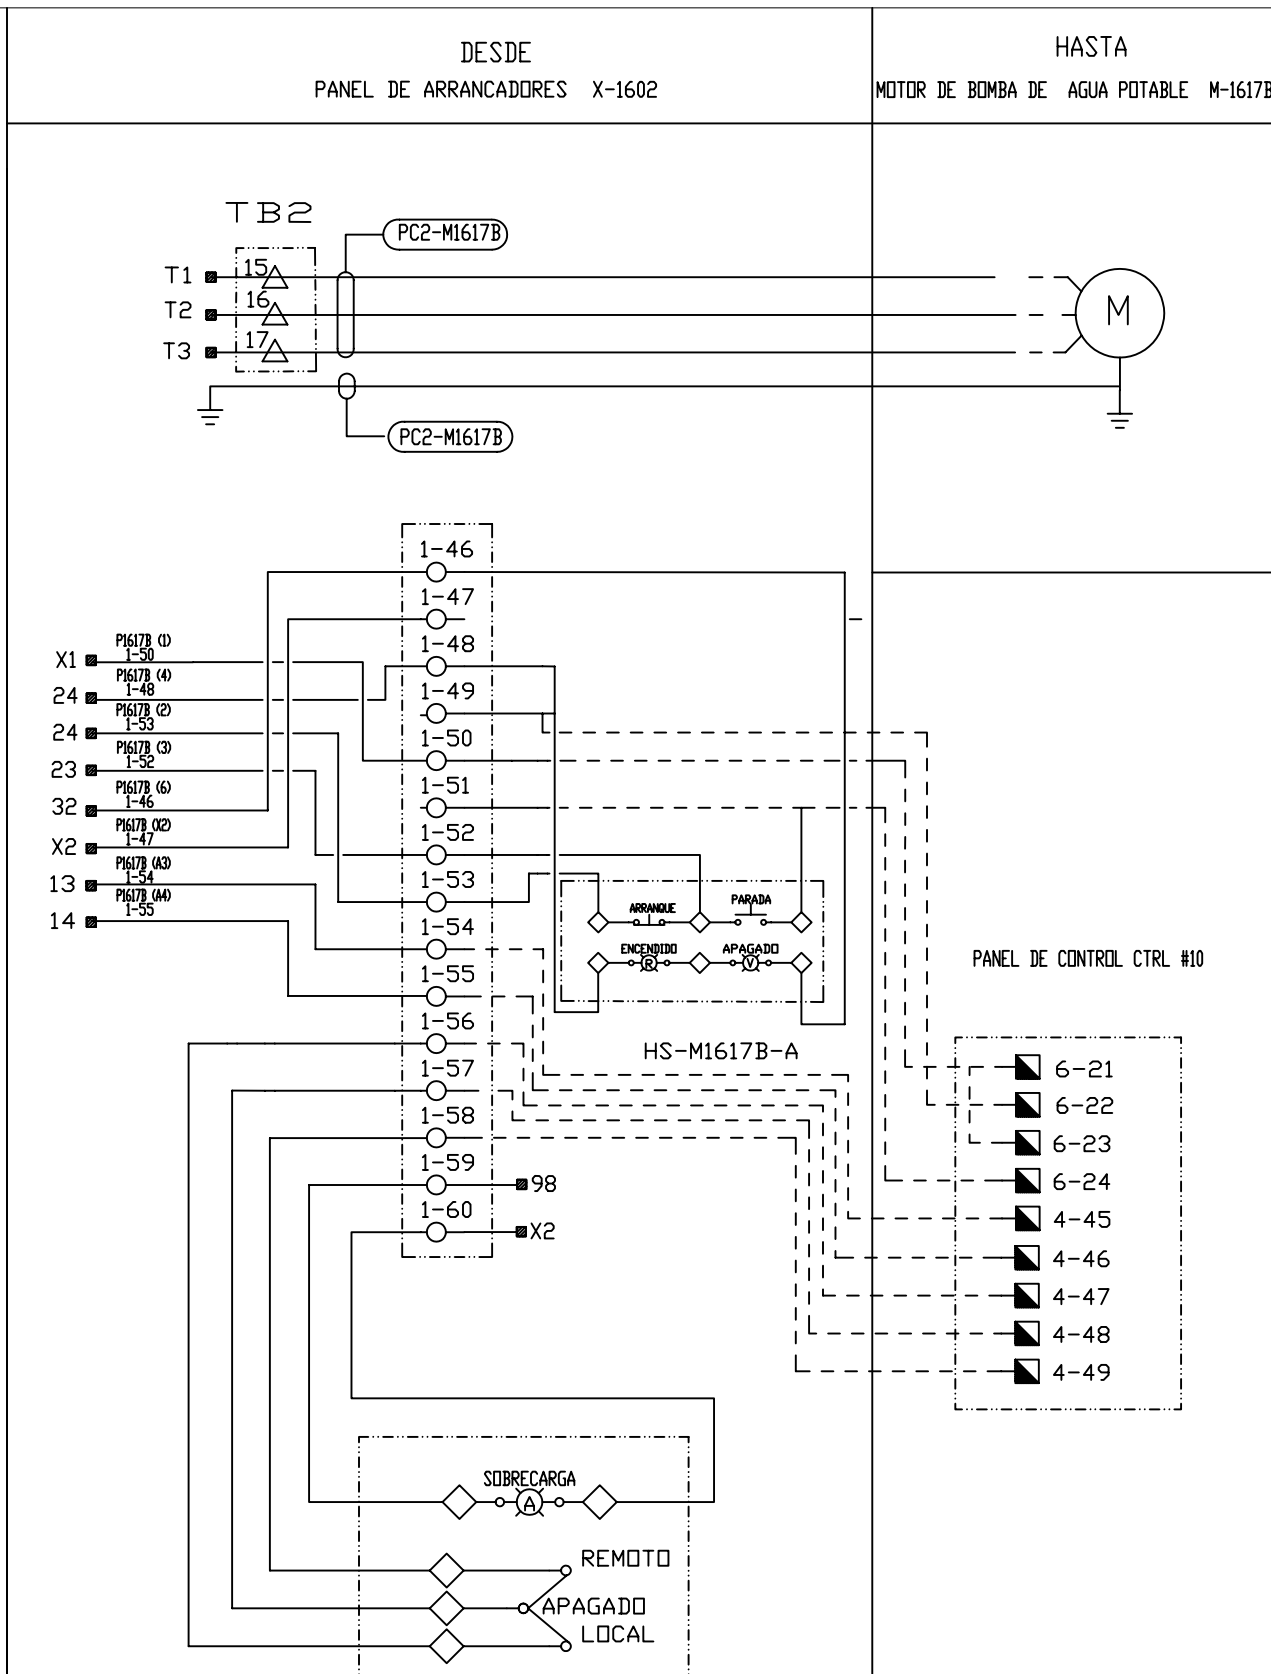 DESDE
PANEL DE ARRANCADORES X-1602
HASTA
MOTOR DE BOMBA DE AGUA POTABLE M-1617B
TB2
PC2-M1617B
T1
15
T2
16
T3
17
M
PC2-M1617B
1-46
1-47
1-48
1-49
1-50
1-51
1-52
1-53
1-54
1-55
1-56
1-57
1-58
1-59
98
1-60
X2
X1
P1617B (1)
1-50
24
P1617B (4)
1-48
24
P1617B (2)
1-53
23
P1617B (3)
1-52
32
P1617B (6)
1-46
X2
P1617B (X2)
1-47
13
P1617B (A3)
1-54
14
P1617B (A4)
1-55
ARRANQUE
PARADA
ENCENDIDO
APAGADO
R
V
HS-M1617B-A
PANEL DE CONTROL CTRL #10
6-21
6-22
6-23
6-24
4-45
4-46
4-47
4-48
4-49
SOBRECARGA
A
REMOTO
APAGADO
LOCAL